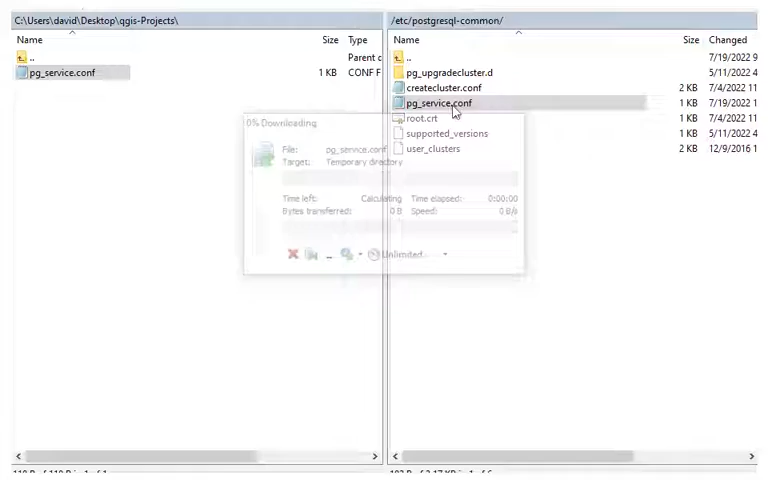 C:\Users\david\Desktop\qgis-Projects\
Name Size Type
.. Parent c
pg_service.conf 1 KB CONF F
/etc/postgresql-common/
Name Size Changed
.. 7/19/2022 9
pg_upgradecluster.d 5/11/2022 4
createcluster.conf 2 KB 7/4/2022 11
pg_service.conf 1 KB 7/19/2022 1
root.crt 1 KB 7/4/2022 11
supported_versions 1 KB 5/11/2022 4
user_clusters 2 KB 12/9/2016 1
0% Downloading
File: pg_service.conf
Target: Temporary directory
Time left: Calculating Time elapsed: 0:00:00
Bytes transferred: 0 B Speed: 0 B/s
Unlimited